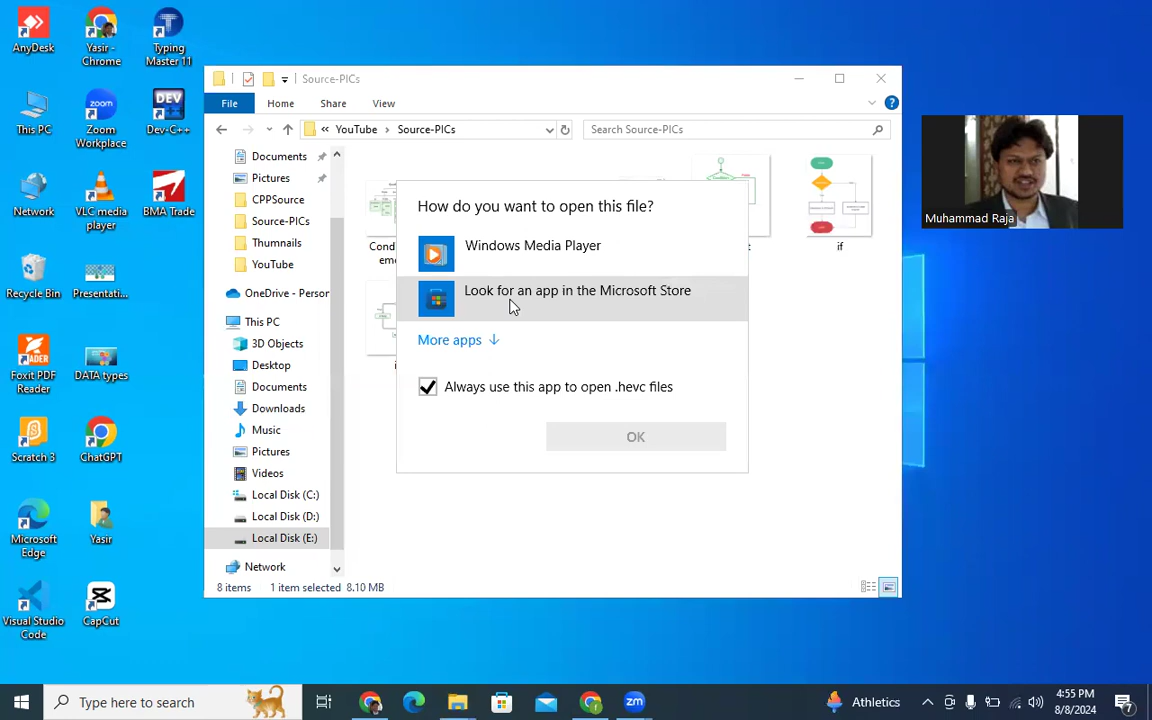 AnyDesk
Yasir -
Chrome
Typing
Master 11
This PC
Zoom
Workplace
Dev-C++
Network
VLC media
player
BMA Trade
Recycle Bin
Presentati...
Foxit PDF
Reader
DATA types
Scratch 3
ChatGPT
Microsoft
Edge
Yasir
Visual Studio
Code
CapCut
Source-PICs
File
Home
Share
View
« YouTube › Source-PICs
Search Source-PICs
Documents
Pictures
CPPSource
Source-PICs
Thumnails
YouTube
OneDrive - Person
This PC
3D Objects
Desktop
Documents
Downloads
Music
Pictures
Videos
Local Disk (C:)
Local Disk (D:)
Local Disk (E:)
Network
if
8 items
1 item selected 8.10 MB
How do you want to open this file?
Windows Media Player
Look for an app in the Microsoft Store
More apps
Always use this app to open .hevc files
OK
Muhammad Raja
Type here to search
zm
Athletics
4:55 PM
8/8/2024
7